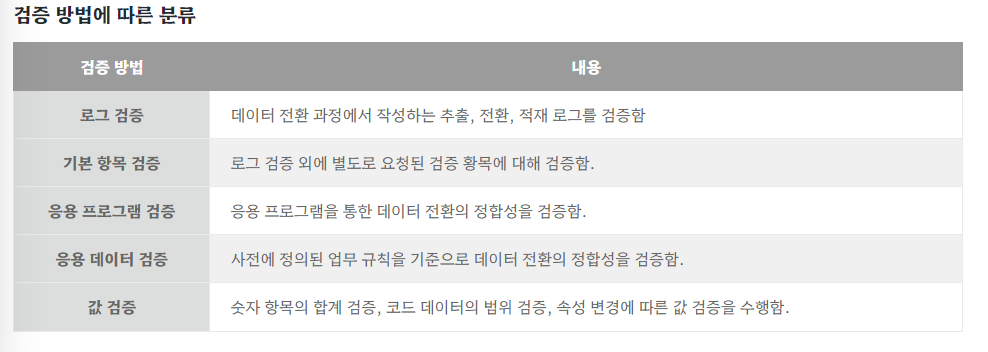 검증 방법에 따른 분류
검증 방법 내용
로그 검증 데이터 전환 과정에서 작성하는 추출, 전환, 적재 로그를 검증함
기본 항목 검증 로그 검증 외에 별도로 요청된 검증 황목에 대해 검증함.
응용 프로그램 검증 응용 프로그램을 통한 데이터 전환의 정합성을 검증함.
응용 데이터 검증 사전에 정의된 업무 규칙을 기준으로 데이터 전환의 정합성을 검증함.
값 검증 숫자 항목의 합계 검증, 코드 데이터의 범위 검증, 속성 변경에 따른 값 검증을 수행함.